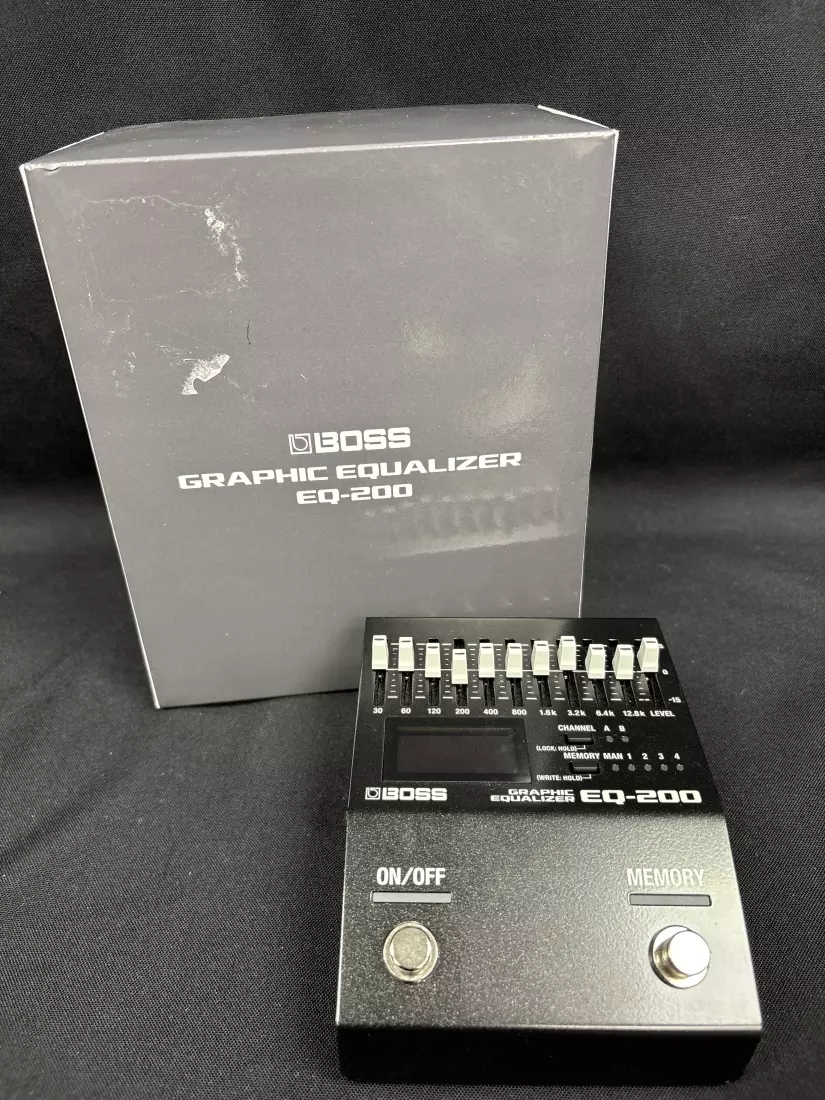 BOSS
GRAPHIC EQUALIZER
EQ-200
0
-15
30 60 120 200 400 800 1.6k 3.2k 6.4k 12.8k LEVEL
CHANNEL A B
(LOCK: HOLD)
MEMORY MAN 1 2 3 4
(WRITE: HOLD)
BOSS
GRAPHIC
EQUALIZER EQ-200
ON/OFF
MEMORY